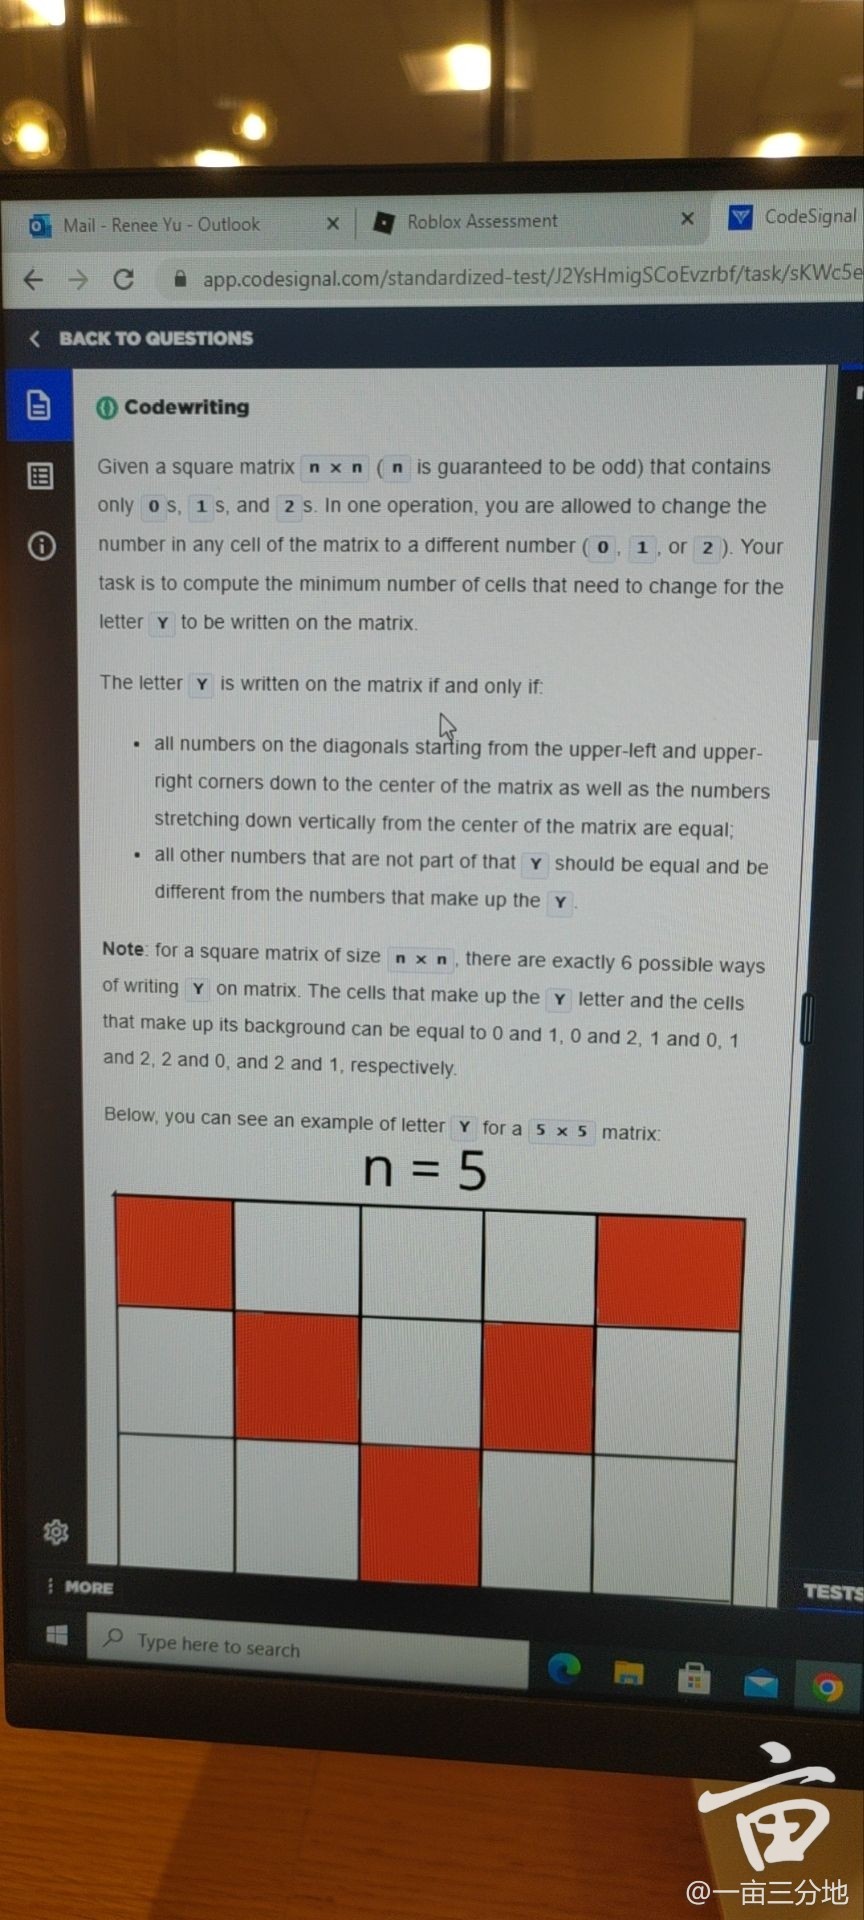 Mail - Renee Yu - Outlook
Roblox Assessment
CodeSignal
app.codesignal.com/standardized-test/J2YsHmigSCoEvzrbf/task/sKWc5e
BACK TO QUESTIONS
Codewriting
Given a square matrix n x n ( n is guaranteed to be odd) that contains
only 0 s, 1 s, and 2 s. In one operation, you are allowed to change the
number in any cell of the matrix to a different number ( 0 , 1 , or 2 ). Your
task is to compute the minimum number of cells that need to change for the
letter Y to be written on the matrix.
The letter Y is written on the matrix if and only if:
• all numbers on the diagonals starting from the upper-left and upper-
right corners down to the center of the matrix as well as the numbers
stretching down vertically from the center of the matrix are equal;
• all other numbers that are not part of that Y should be equal and be
different from the numbers that make up the Y .
Note: for a square matrix of size n x n , there are exactly 6 possible ways
of writing Y on matrix. The cells that make up the Y letter and the cells
that make up its background can be equal to 0 and 1, 0 and 2, 1 and 0, 1
and 2, 2 and 0, and 2 and 1, respectively.
Below, you can see an example of letter Y for a 5 x 5 matrix:
n = 5
MORE
TESTS
Type here to search
亩
@一亩三分地